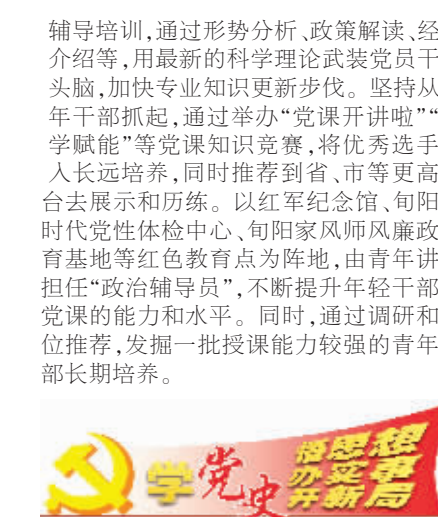 辅导培训,通过形势分析、政策解读、经
介绍等,用最新的科学理论武装党员干
头脑,加快专业知识更新步伐。坚持从
年干部抓起,通过举办“党课开讲啦”“
学赋能”等党课知识竞赛,将优秀选手
入长远培养,同时推荐到省、市等更高
台去展示和历练。以红军纪念馆、旬阳
时代党性体检中心、旬阳家风师风廉政
育基地等红色教育点为阵地,由青年讲
担任“政治辅导员”,不断提升年轻干部
党课的能力和水平。同时,通过调研和
位推荐,发掘一批授课能力较强的青年
部长期培养。
学党史
悟思想
办实事
开新局